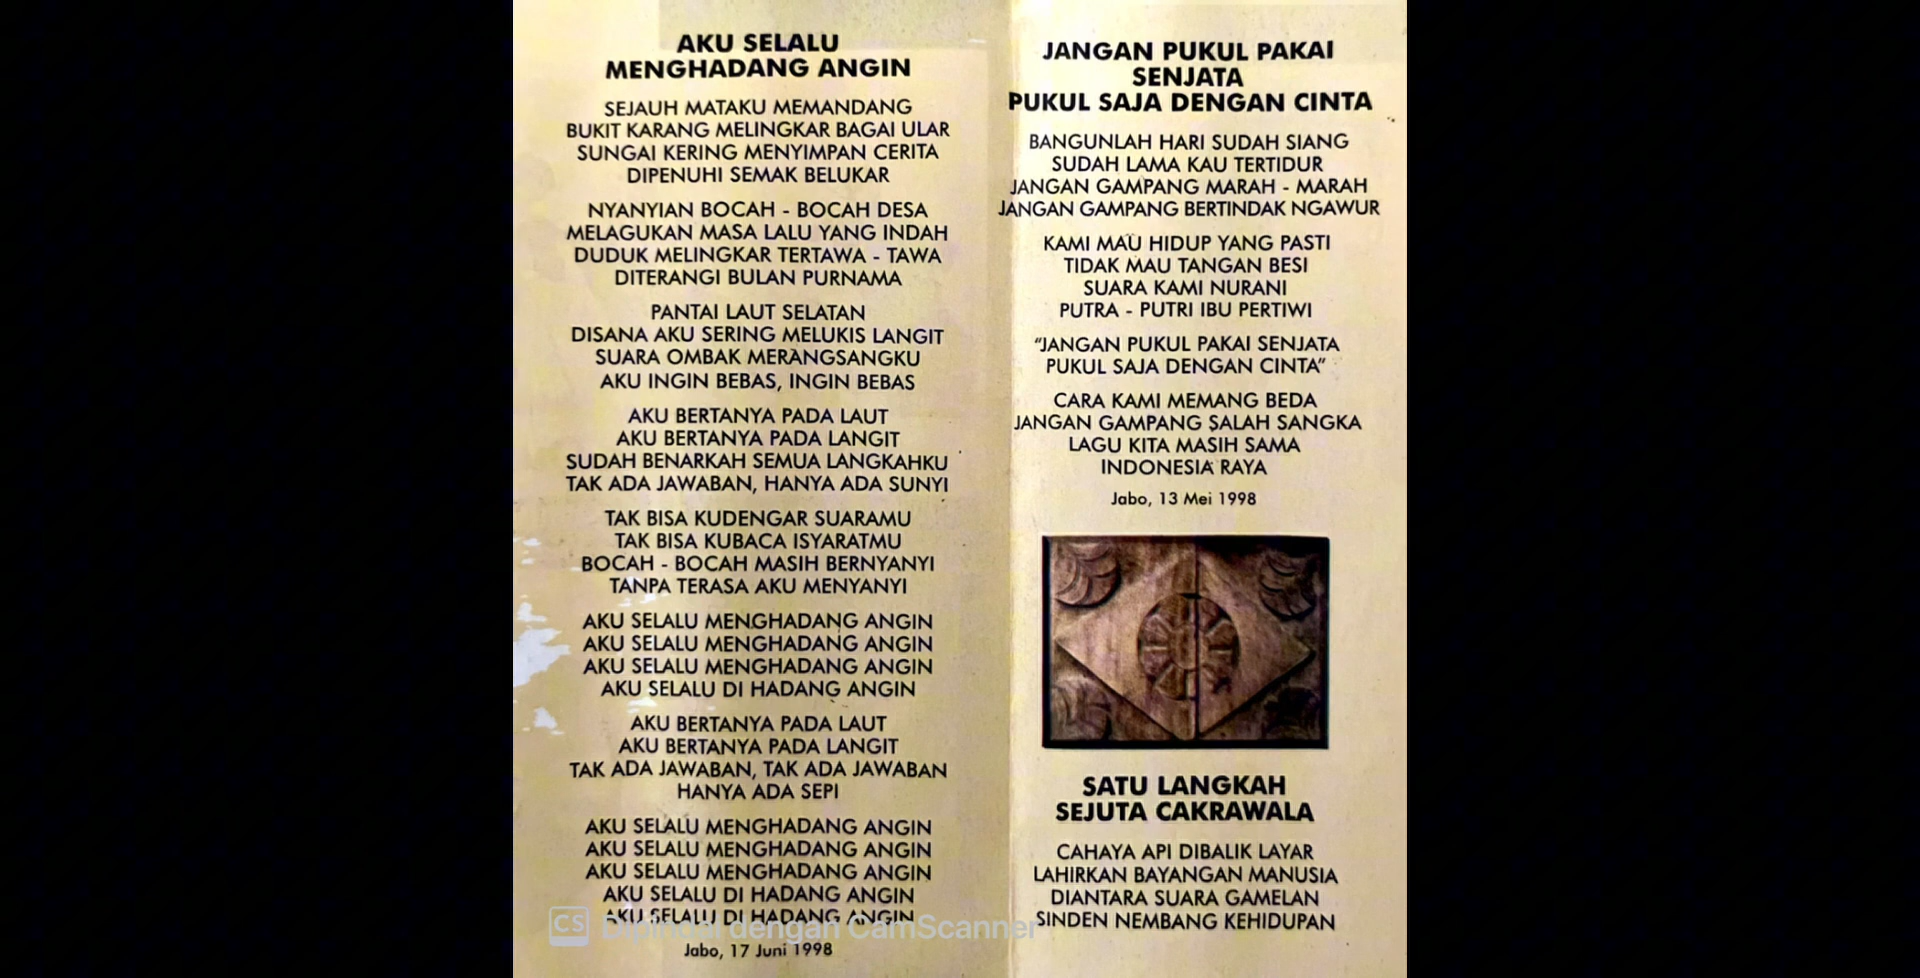 AKU SELALU
MENGHADANG ANGIN
SEJAUH MATAKU MEMANDANG
BUKIT KARANG MELINGKAR BAGAI ULAR
SUNGAI KERING MENYIMPAN CERITA
DIPENUHI SEMAK BELUKAR
NYANYIAN BOCAH - BOCAH DESA
MELAGUKAN MASA LALU YANG INDAH
DUDUK MELINGKAR TERTAWA - TAWA
DITERANGI BULAN PURNAMA
PANTAI LAUT SELATAN
DISANA AKU SERING MELUKIS LANGIT
SUARA OMBAK MERANGSANGKU
AKU INGIN BEBAS, INGIN BEBAS
AKU BERTANYA PADA LAUT
AKU BERTANYA PADA LANGIT
SUDAH BENARKAH SEMUA LANGKAHKU
TAK ADA JAWABAN, HANYA ADA SUNYI
TAK BISA KUDENGAR SUARAMU
TAK BISA KUBACA ISYARATMU
BOCAH - BOCAH MASIH BERNYANYI
TANPA TERASA AKU MENYANYI
AKU SELALU MENGHADANG ANGIN
AKU SELALU MENGHADANG ANGIN
AKU SELALU MENGHADANG ANGIN
AKU SELALU DI HADANG ANGIN
AKU BERTANYA PADA LAUT
AKU BERTANYA PADA LANGIT
TAK ADA JAWABAN, TAK ADA JAWABAN
HANYA ADA SEPI
AKU SELALU MENGHADANG ANGIN
AKU SELALU MENGHADANG ANGIN
AKU SELALU MENGHADANG ANGIN
AKU SELALU DI HADANG ANGIN
AKU SELALU DI HADANG ANGIN
Jabo, 17 Juni 1998
JANGAN PUKUL PAKAI
SENJATA
PUKUL SAJA DENGAN CINTA
BANGUNLAH HARI SUDAH SIANG
SUDAH LAMA KAU TERTIDUR
JANGAN GAMPANG MARAH - MARAH
JANGAN GAMPANG BERTINDAK NGAWUR
KAMI MAU HIDUP YANG PASTI
TIDAK MAU TANGAN BESI
SUARA KAMI NURANI
PUTRA - PUTRI IBU PERTIWI
"JANGAN PUKUL PAKAI SENJATA
PUKUL SAJA DENGAN CINTA"
CARA KAMI MEMANG BEDA
JANGAN GAMPANG SALAH SANGKA
LAGU KITA MASIH SAMA
INDONESIA RAYA
Jabo, 13 Mei 1998
SATU LANGKAH
SEJUTA CAKRAWALA
CAHAYA API DIBALIK LAYAR
LAHIRKAN BAYANGAN MANUSIA
DIANTARA SUARA GAMELAN
SINDEN NEMBANG KEHIDUPAN
CS Dipindai dengan CamScanner